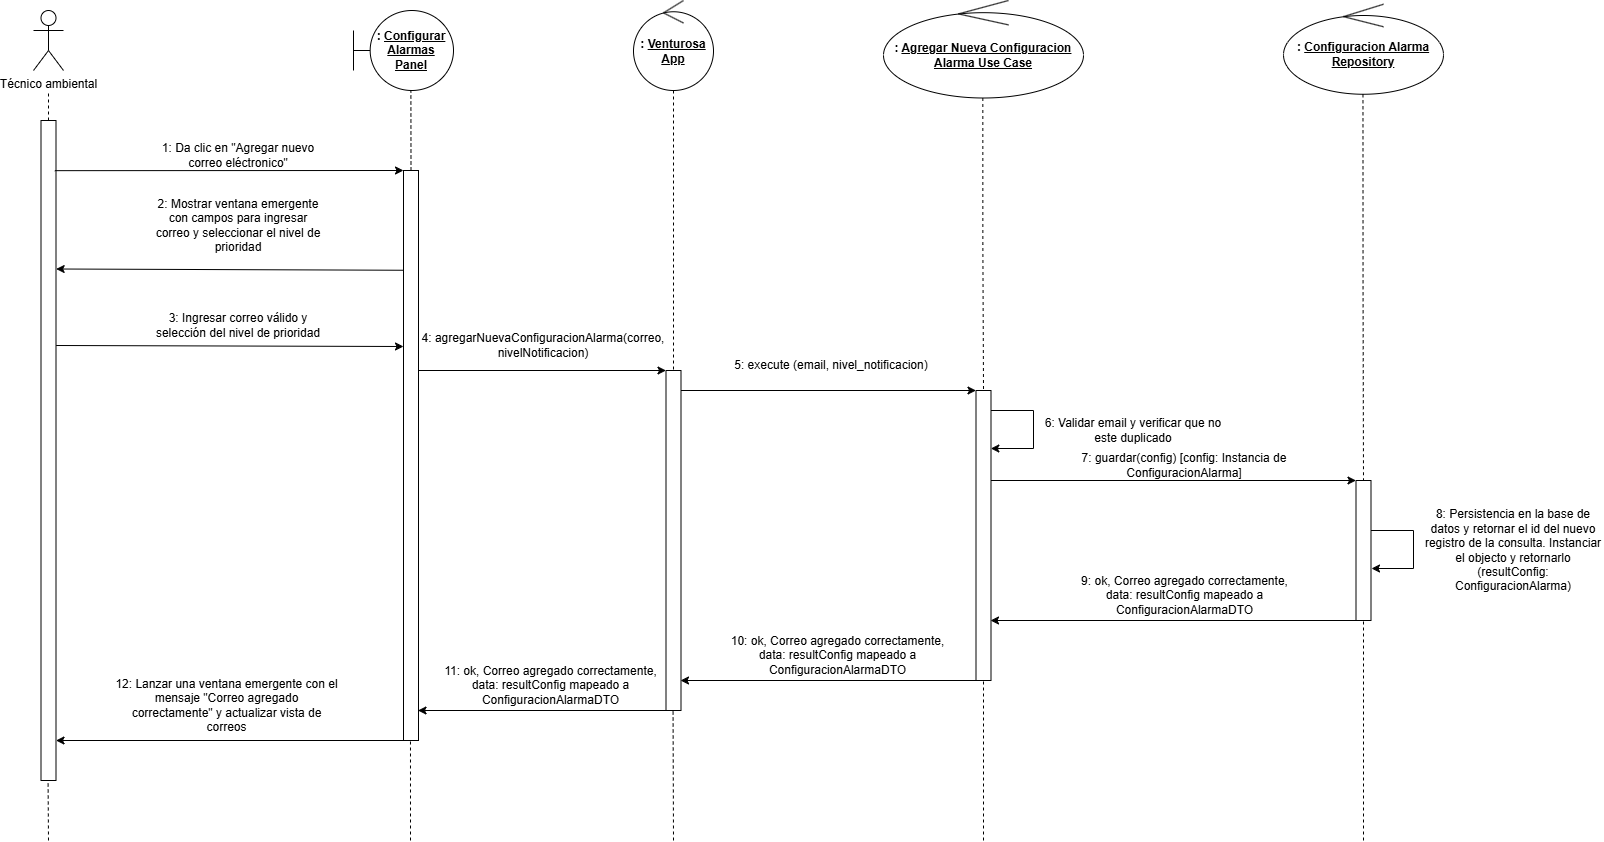 Técnico ambiental
: Configurar
Alarmas
Panel
: Venturosa
App
: Agregar Nueva Configuracion
Alarma Use Case
: Configuracion Alarma
Repository
1: Da clic en "Agregar nuevo
correo eléctronico"
2: Mostrar ventana emergente
con campos para ingresar
correo y seleccionar el nivel de
prioridad
3: Ingresar correo válido y
selección del nivel de prioridad
4: agregarNuevaConfiguracionAlarma(correo,
nivelNotificacion)
5: execute (email, nivel_notificacion)
6: Validar email y verificar que no
este duplicado
7: guardar(config) [config: Instancia de
ConfiguracionAlarma]
8: Persistencia en la base de
datos y retornar el id del nuevo
registro de la consulta. Instanciar
el objecto y retornarlo
(resultConfig:
ConfiguracionAlarma)
9: ok, Correo agregado correctamente,
data: resultConfig mapeado a
ConfiguracionAlarmaDTO
10: ok, Correo agregado correctamente,
data: resultConfig mapeado a
ConfiguracionAlarmaDTO
11: ok, Correo agregado correctamente,
data: resultConfig mapeado a
ConfiguracionAlarmaDTO
12: Lanzar una ventana emergente con el
mensaje "Correo agregado
correctamente" y actualizar vista de
correos